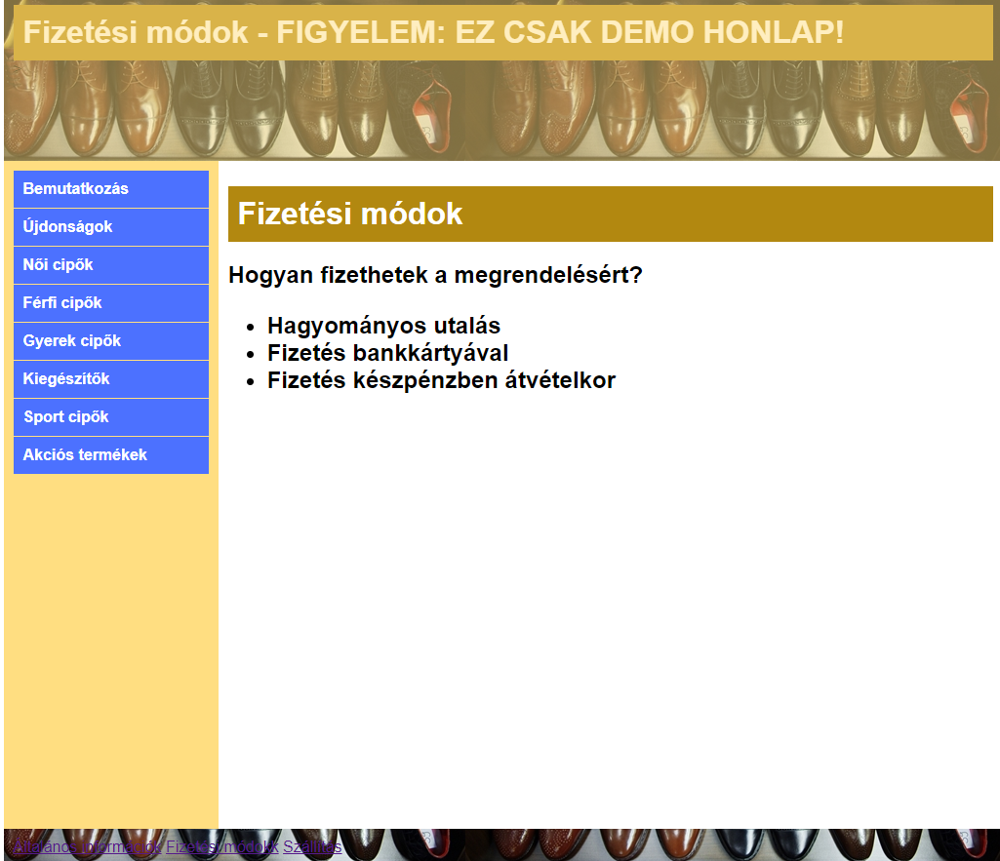 Fizetési módok - FIGYELEM: EZ CSAK DEMO HONLAP!
Bemutatkozás
Újdonságok
Női cipők
Férfi cipők
Gyerek cipők
Kiegészítők
Sport cipők
Akciós termékek
Fizetési módok
Hogyan fizethetek a megrendelésért?
• Hagyományos utalás
• Fizetés bankkártyával
• Fizetés készpénzben átvételkor
Általános információk Fizetési módokk Szállítás